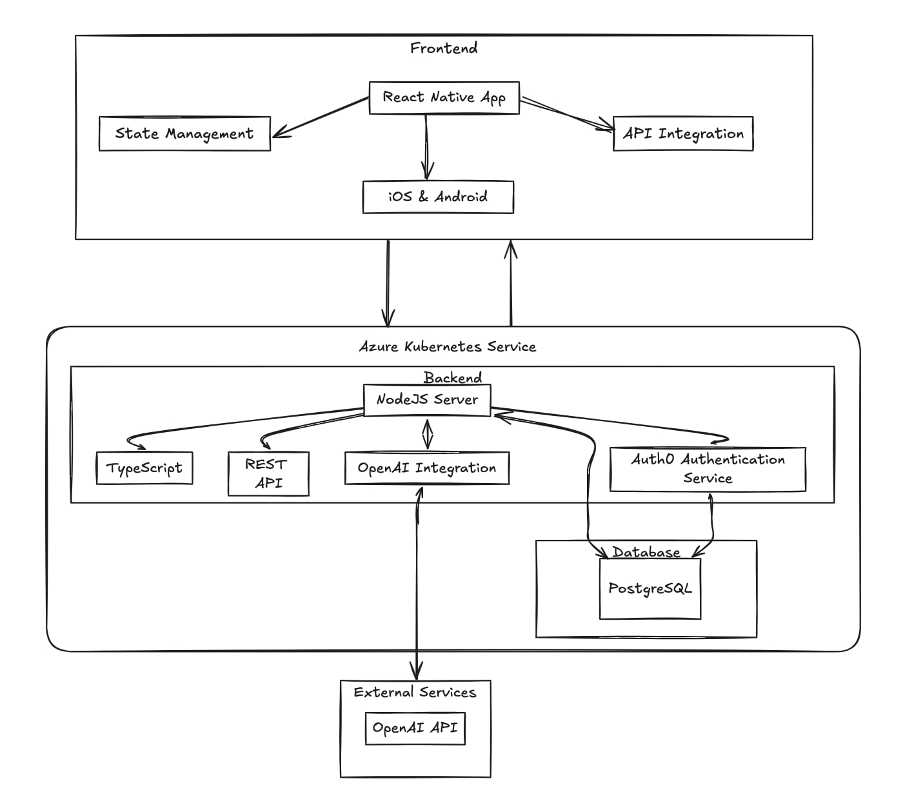 Frontend
React Native App
State Management
API Integration
iOS & Android
Azure Kubernetes Service
Backend
NodeJS Server
TypeScript
REST
API
OpenAI Integration
Auth0 Authentication
Service
Database
PostgreSQL
External Services
OpenAI API